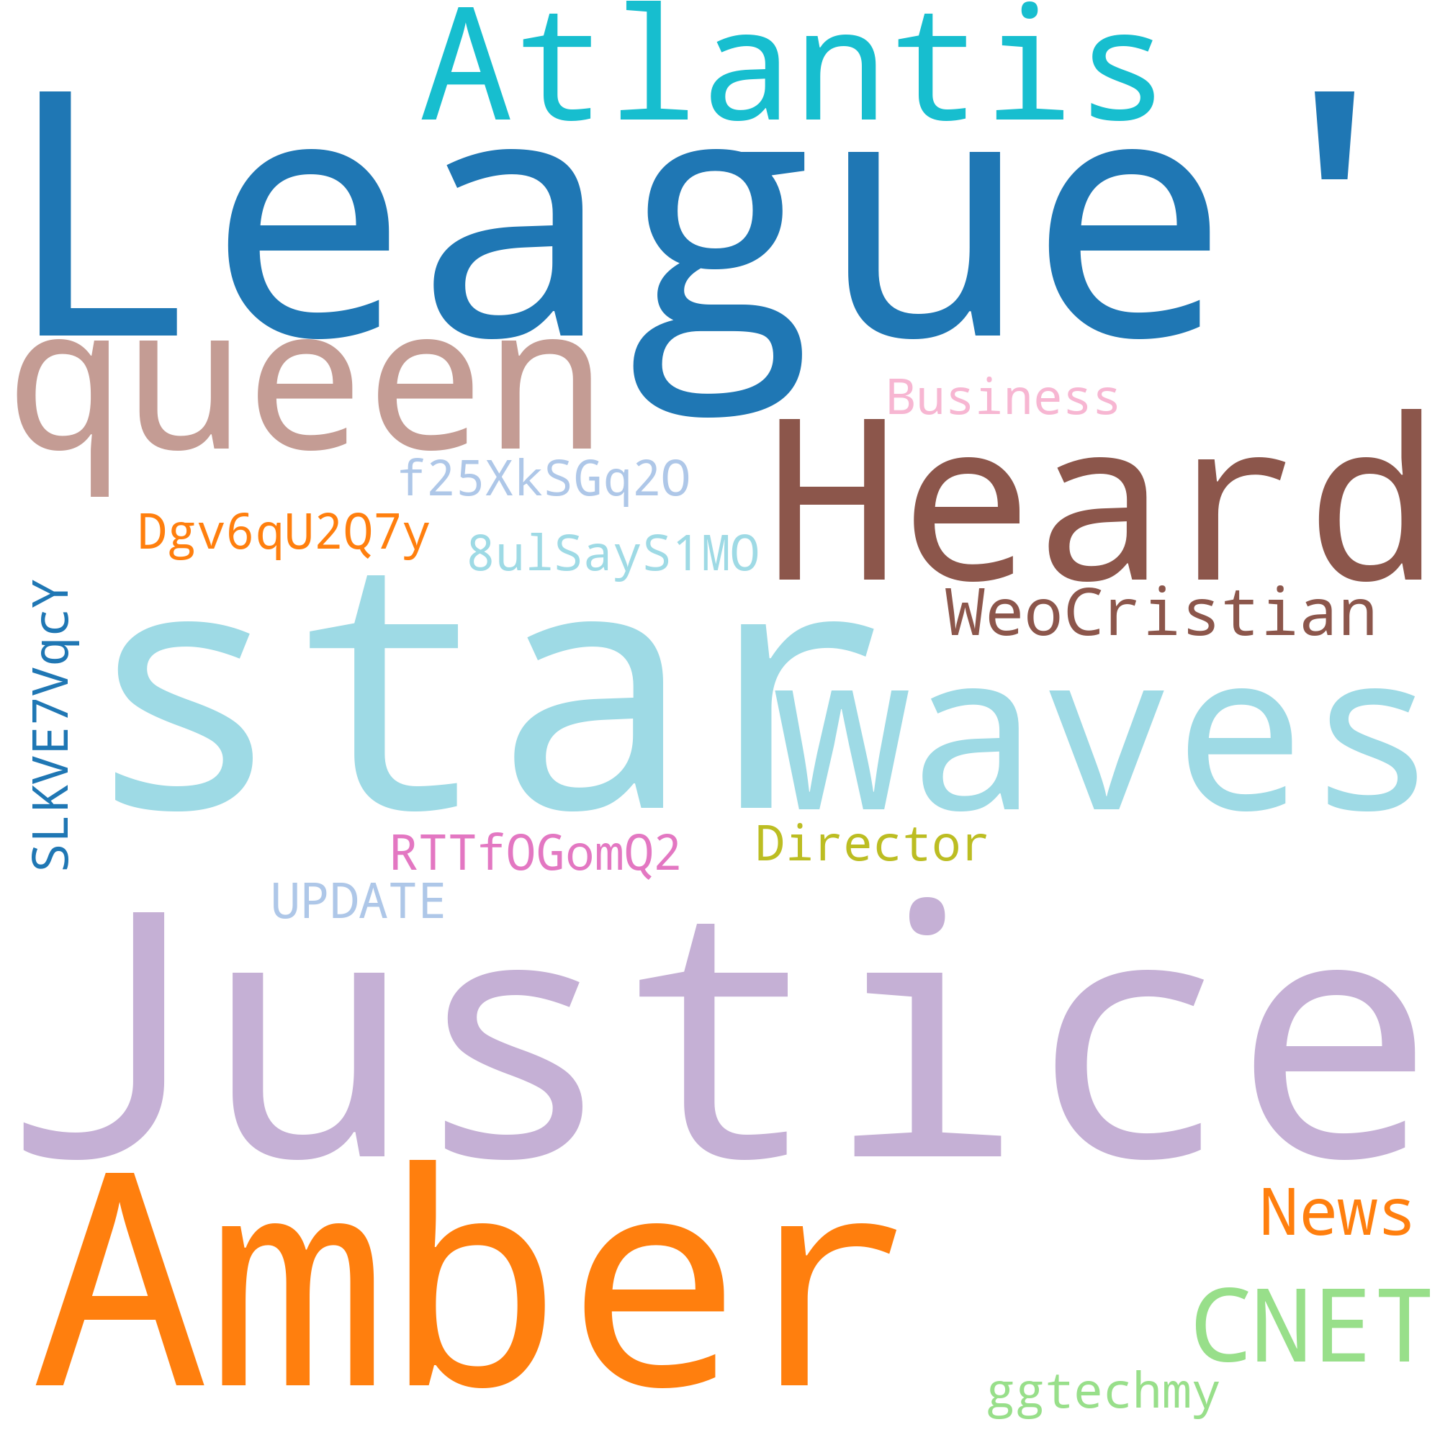 Atlantis
League'
queen
Business
Heard
f25XkSGq2O
Dgv6qU2Q7y
8ulSayS1MO
WeoCristian
SLKVE7VqcY
star
waves
RTTfOGomQ2
Director
UPDATE
Justice
Amber
News
CNET
ggtechmy